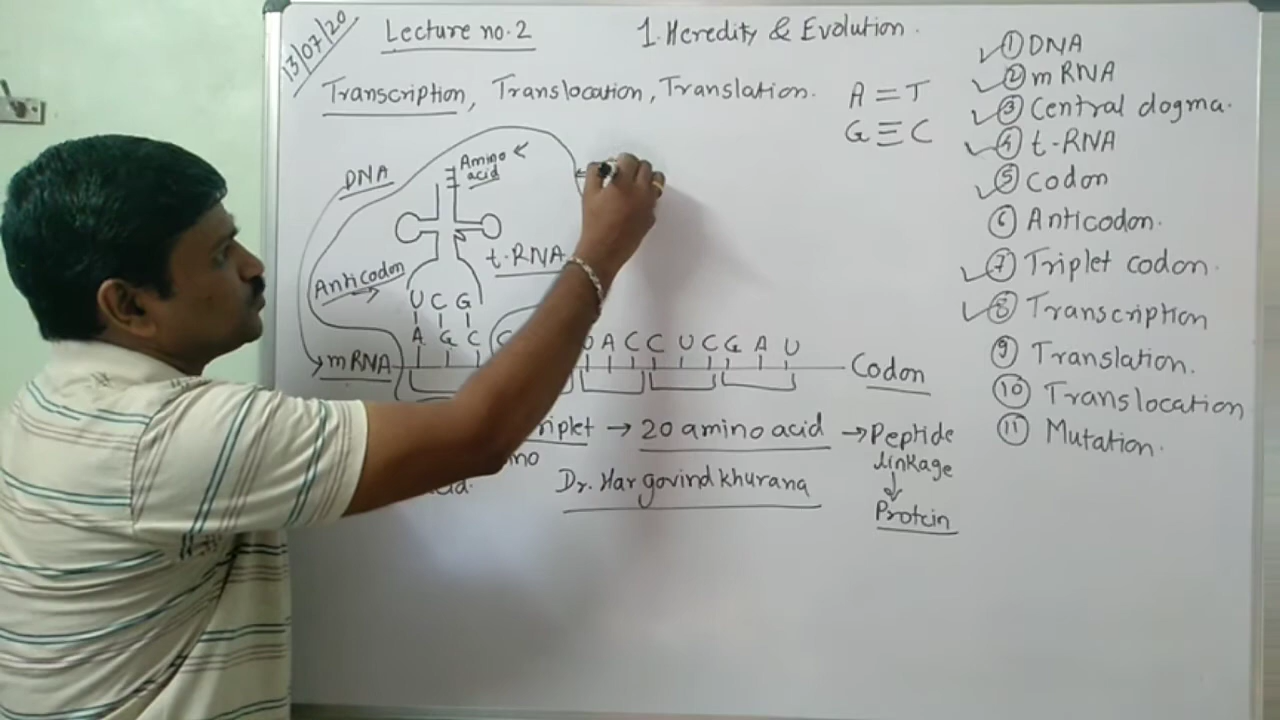 13/07/20
Lecture no. 2
1. Heredity & Evolution.
Transcription, Translocation, Translation.
A = T
G ≡ C
DNA
Amino
acid
t-RNA
Anticodon
U C G
A G C
U A C C U C G A U
mRNA
Codon
→ 20 amino acid → Peptide
linkage
Protein
Dr. Har govind khurana
① DNA
② mRNA
③ Central dogma.
④ t-RNA
⑤ Codon
⑥ Anticodon.
⑦ Triplet codon.
⑧ Transcription
⑨ Translation.
⑩ Translocation
⑪ Mutation.